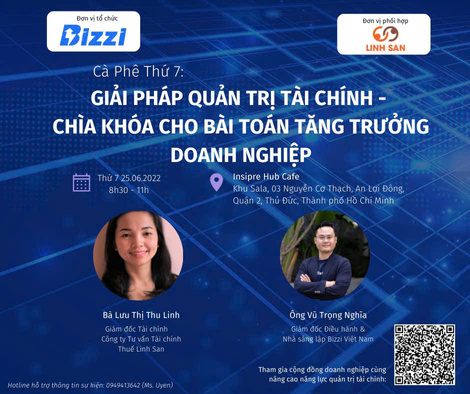 Đơn vị tổ chức
Bizzi
Đơn vị phối hợp
LINH SAN
Cà Phê Thứ 7:
GIẢI PHÁP QUẢN TRỊ TÀI CHÍNH -
CHÌA KHÓA CHO BÀI TOÁN TĂNG TRƯỞNG
DOANH NGHIỆP
Thứ 7 25.06.2022
8h30 - 11h
Insipre Hub Cafe
Khu Sala, 03 Nguyễn Cơ Thạch, An Lợi Đông,
Quận 2, Thủ Đức, Thành phố Hồ Chí Minh
Bà Lưu Thị Thu Linh
Giám đốc Tài chính
Công ty Tư vấn Tài chính
Thuế Linh San
Ông Vũ Trọng Nghĩa
Giám đốc Điều hành &
Nhà sáng lập Bizzi Việt Nam
Tham gia cộng đồng doanh nghiệp cùng
nâng cao năng lực quản trị tài chính:
Hotline hỗ trợ thông tin sự kiện: 0949413642 (Ms. Uyen)